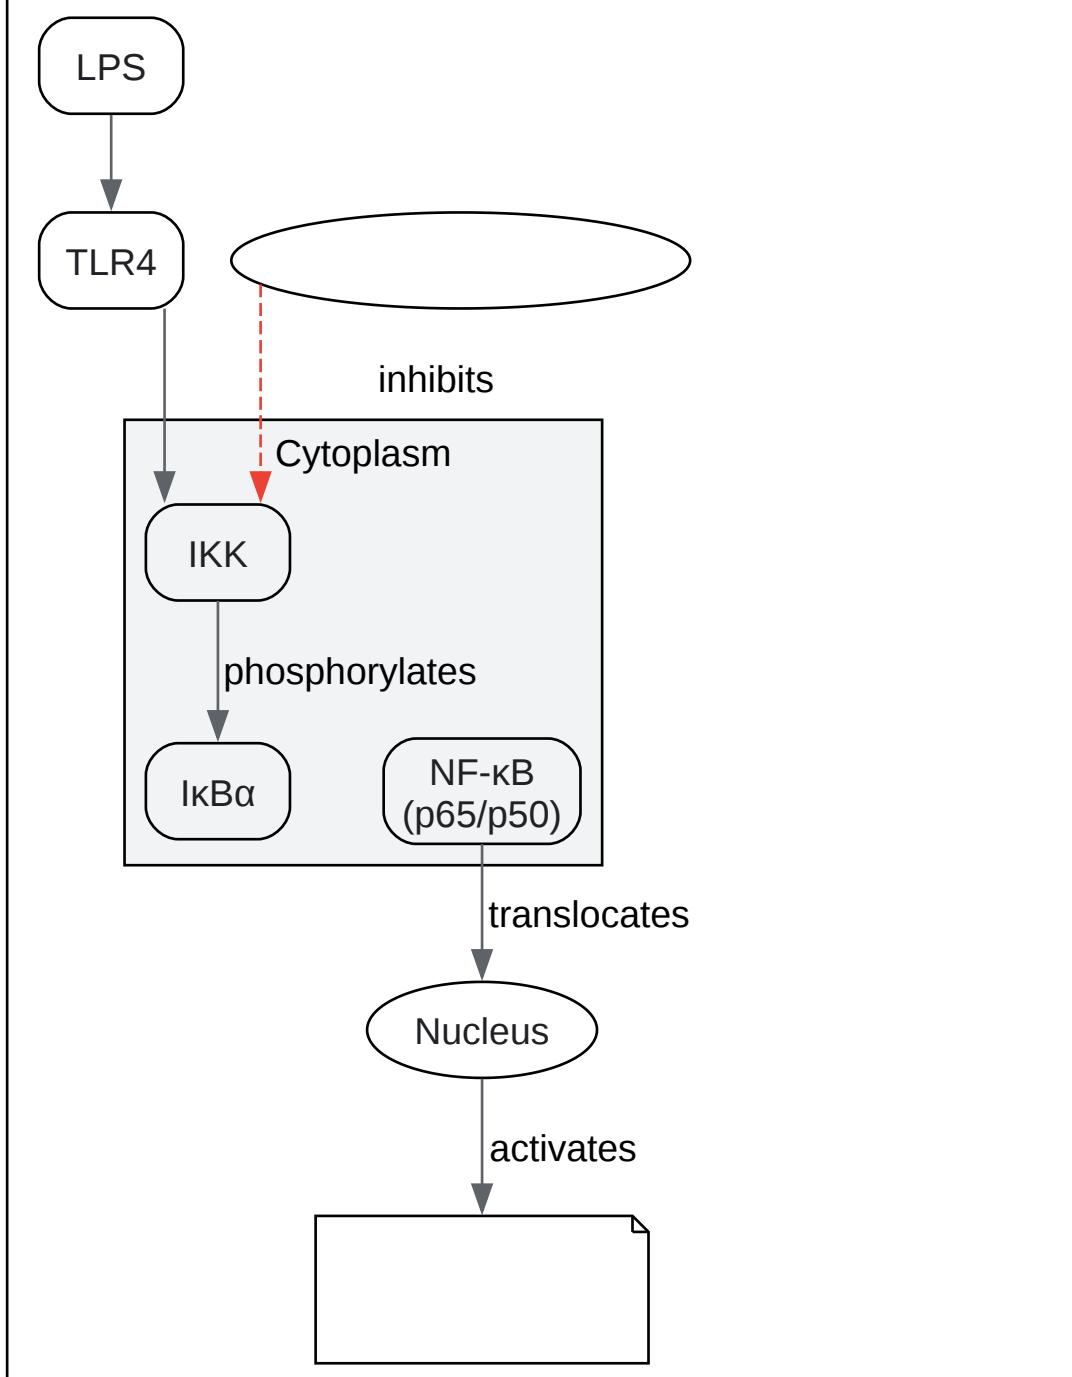 LPS
TLR4
inhibits
Cytoplasm
IKK
phosphorylates
IκBα
NF-κB
(p65/p50)
translocates
Nucleus
activates